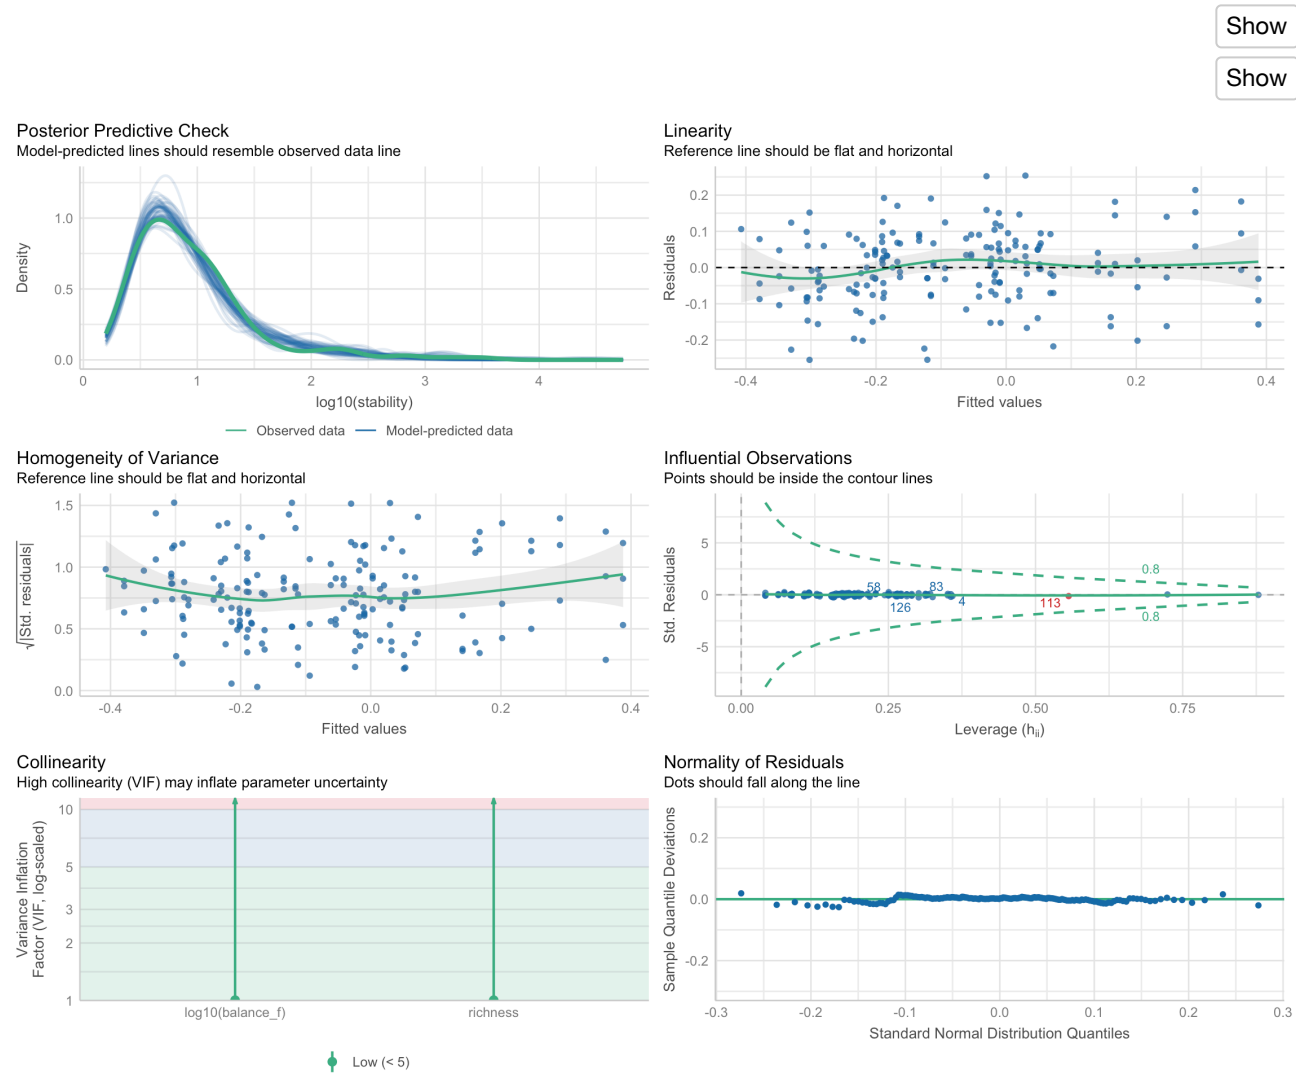 Show
Show
Posterior Predictive Check
Model-predicted lines should resemble observed data line
Density
1.0
0.5
0.0
0 1 2 3 4
log10(stability)
Observed data Model-predicted data
Linearity
Reference line should be flat and horizontal
Residuals
0.2
0.1
0.0
-0.1
-0.2
-0.4 -0.2 0.0 0.2 0.4
Fitted values
Homogeneity of Variance
Reference line should be flat and horizontal
√|Std. residuals|
1.5
1.0
0.5
0.0
-0.4 -0.2 0.0 0.2 0.4
Fitted values
Influential Observations
Points should be inside the contour lines
Std. Residuals
5
0
-5
0.8
58 83
126 4 113
0.8
0.00 0.25 0.50 0.75
Leverage (hii)
Collinearity
High collinearity (VIF) may inflate parameter uncertainty
Variance Inflation
Factor (VIF, log-scaled)
10
5
3
2
1
log10(balance_f) richness
Low (< 5)
Normality of Residuals
Dots should fall along the line
Sample Quantile Deviations
0.2
0.0
-0.2
-0.3 -0.2 -0.1 0.0 0.1 0.2 0.3
Standard Normal Distribution Quantiles